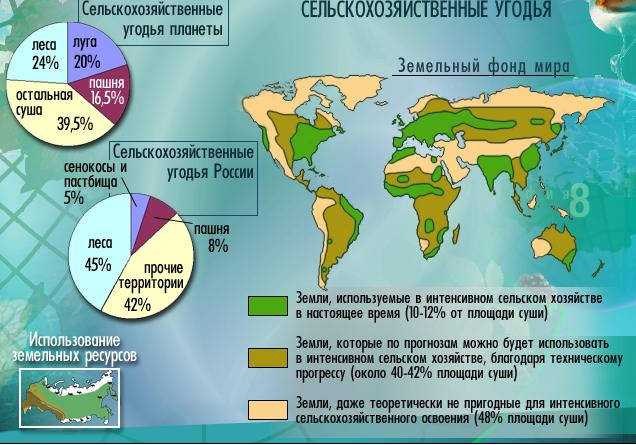 СЕЛЬСКОХОЗЯЙСТВЕННЫЕ УГОДЬЯ
Сельскохозяйственные
угодья планеты
леса
24%
луга
20%
пашня
16,5%
остальная
суша
39,5%
Земельный фонд мира
Сельскохозяйственные
угодья России
сенокосы и
пастбища
5%
пашня
8%
леса
45%
прочие
территории
42%
8
Земли, используемые в интенсивном сельском хозяйстве
в настоящее время (10-12% от площади суши)
Земли, которые по прогнозам можно будет использовать
в интенсивном сельском хозяйстве, благодаря техническому
прогрессу (около 40-42% площади суши)
Земли, даже теоретически не пригодные для интенсивного
сельскохозяйственного освоения (48% площади суши)
Использование
земельных ресурсов